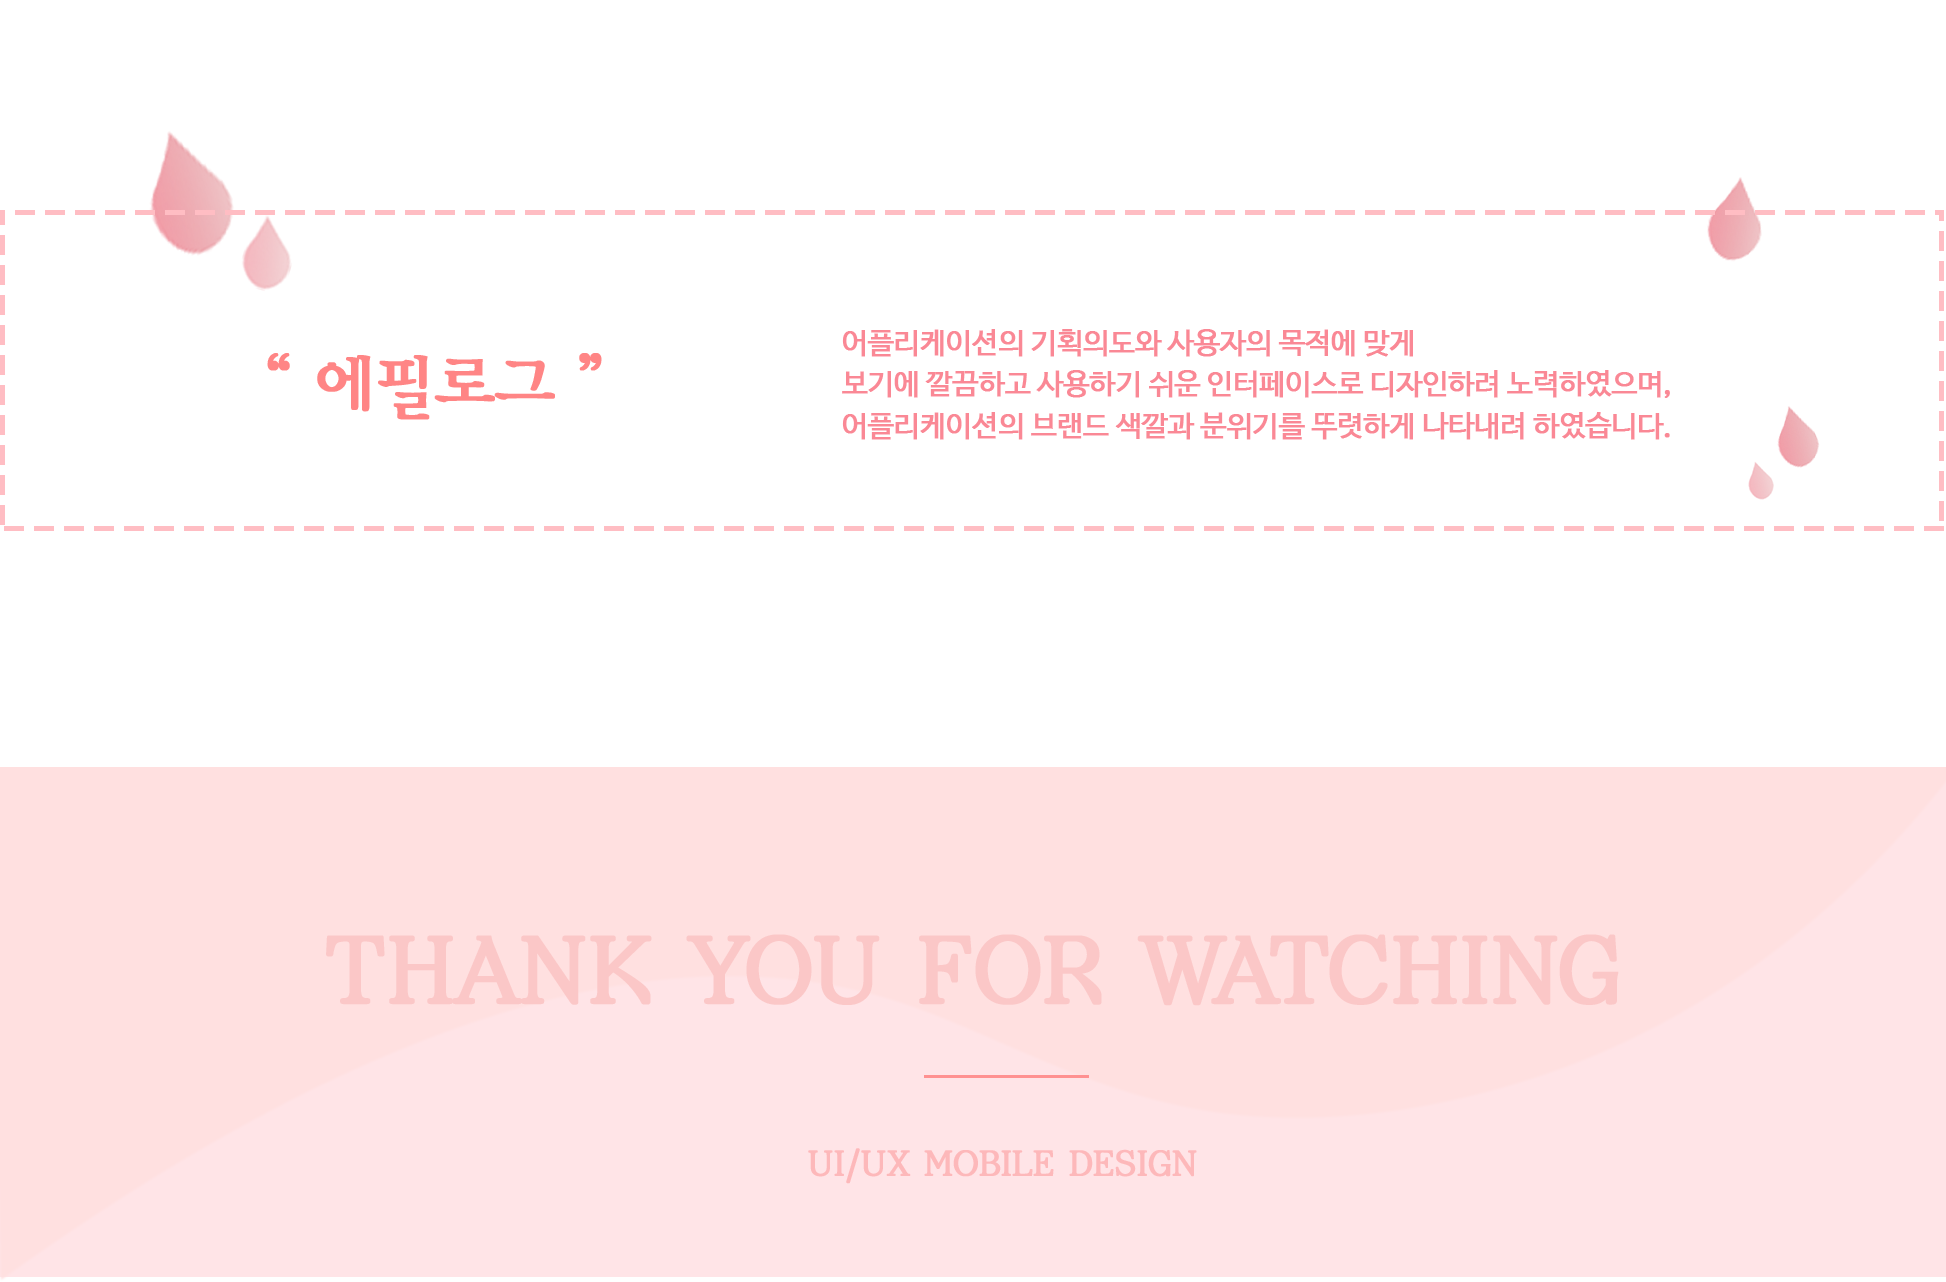 “ 에필로그 ”
어플리케이션의 기획의도와 사용자의 목적에 맞게
보기에 깔끔하고 사용하기 쉬운 인터페이스로 디자인하려 노력하였으며,
어플리케이션의 브랜드 색깔과 분위기를 뚜렷하게 나타내려 하였습니다.
THANK YOU FOR WATCHING
UI/UX MOBILE DESIGN